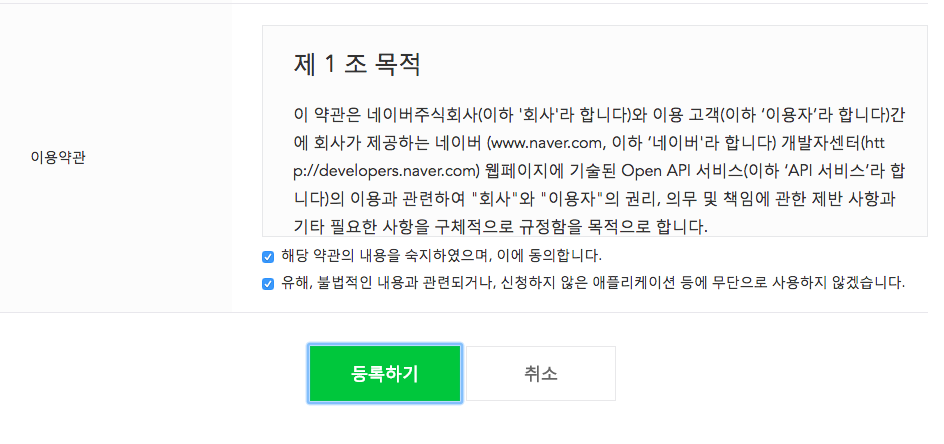 제 1 조 목적
이 약관은 네이버주식회사(이하 '회사'라 합니다)와 이용 고객(이하 ‘이용자’라 합니다)간
에 회사가 제공하는 네이버 (www.naver.com, 이하 ‘네이버'라 합니다) 개발자센터(htt
p://developers.naver.com) 웹페이지에 기술된 Open API 서비스(이하 ‘API 서비스’라 합
니다)의 이용과 관련하여 "회사"와 "이용자"의 권리, 의무 및 책임에 관한 제반 사항과
기타 필요한 사항을 구체적으로 규정함을 목적으로 합니다.
이용약관
해당 약관의 내용을 숙지하였으며, 이에 동의합니다.
유해, 불법적인 내용과 관련되거나, 신청하지 않은 애플리케이션 등에 무단으로 사용하지 않겠습니다.
등록하기
취소